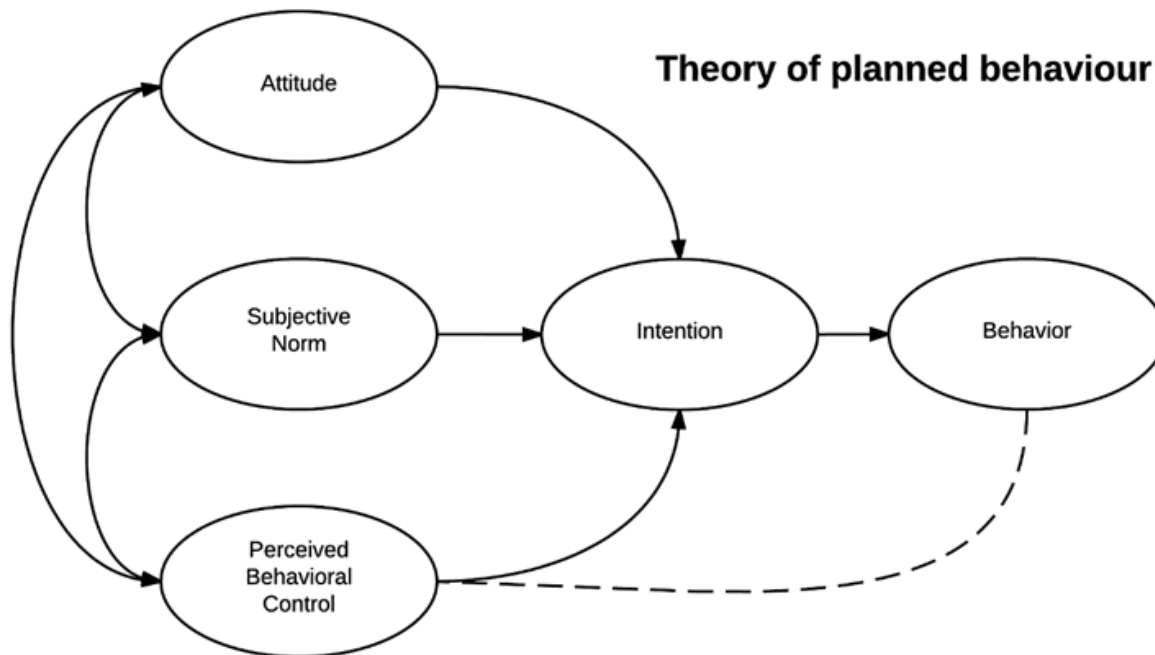 Theory of planned behaviour
Attitude
Subjective
Norm
Intention
Behavior
Perceived
Behavioral
Control